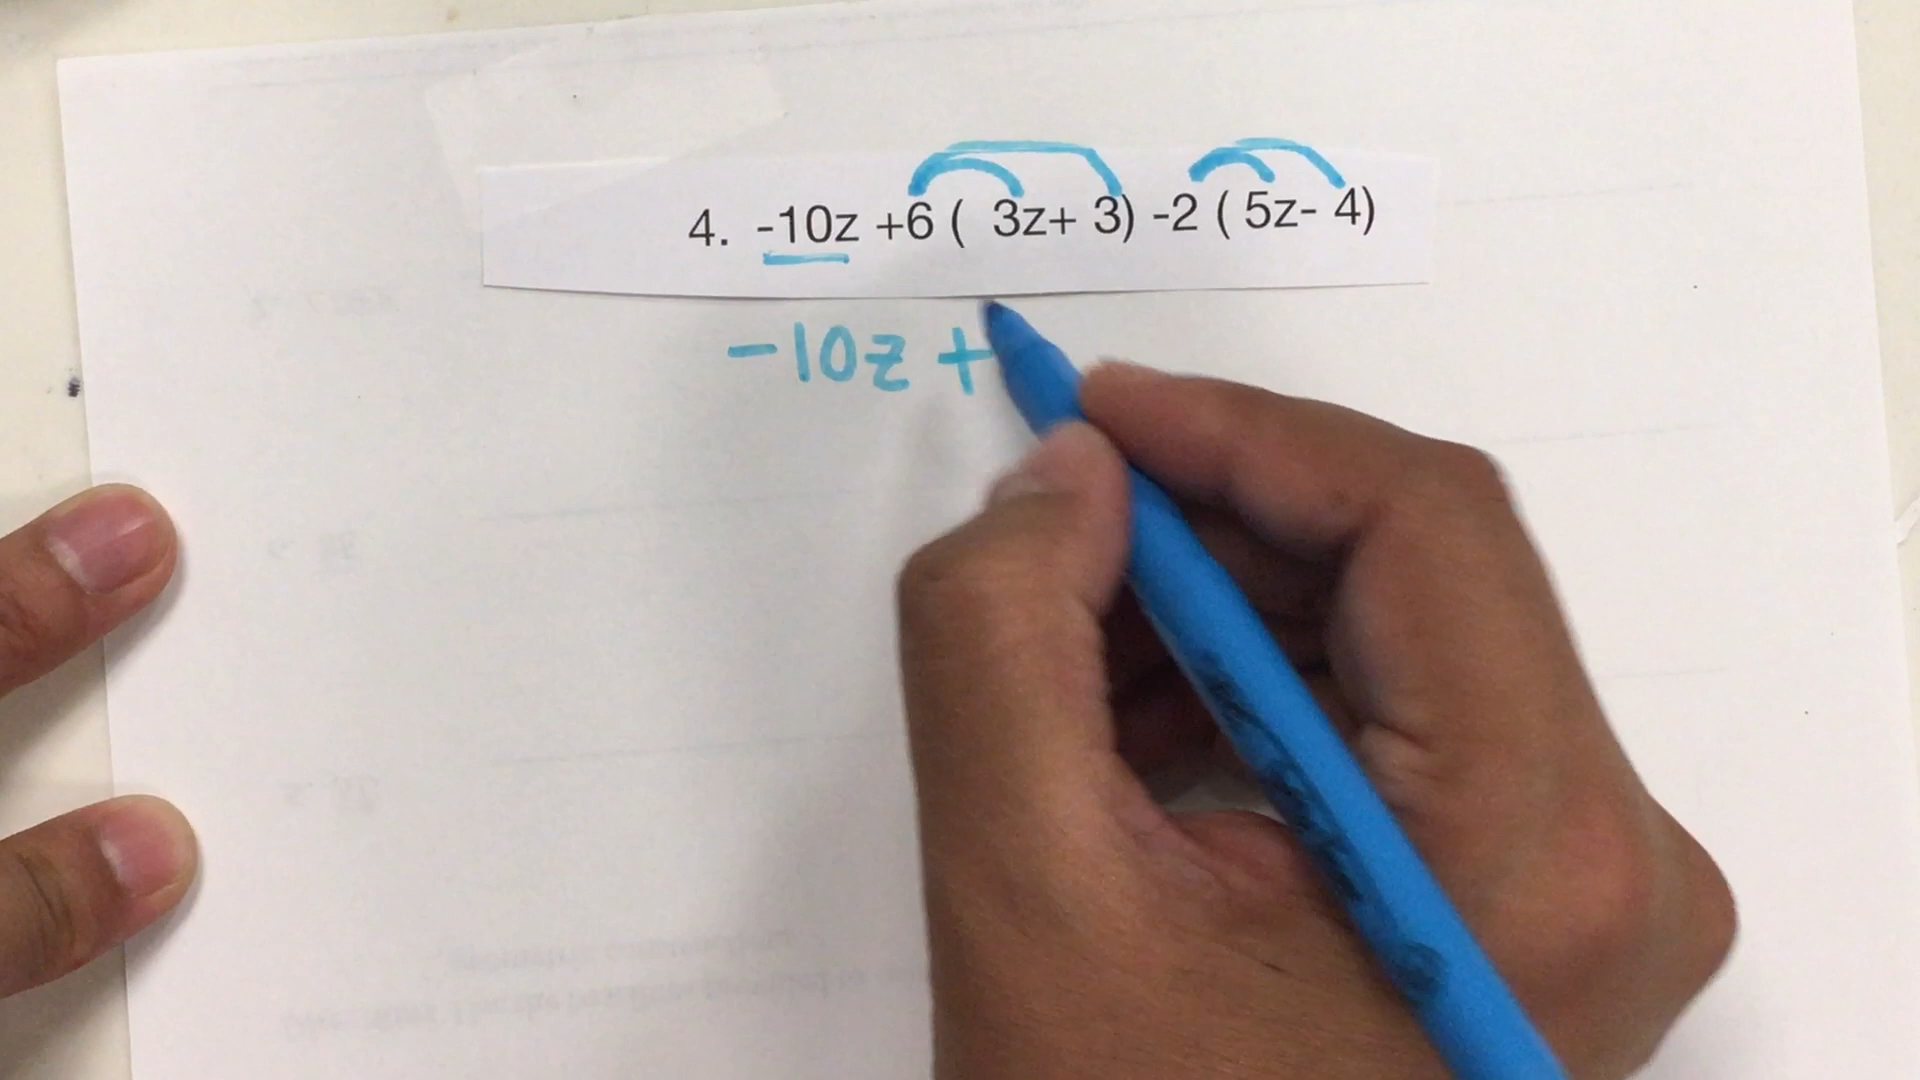 4. -10z +6 ( 3z+ 3) -2 ( 5z- 4)
-10z +